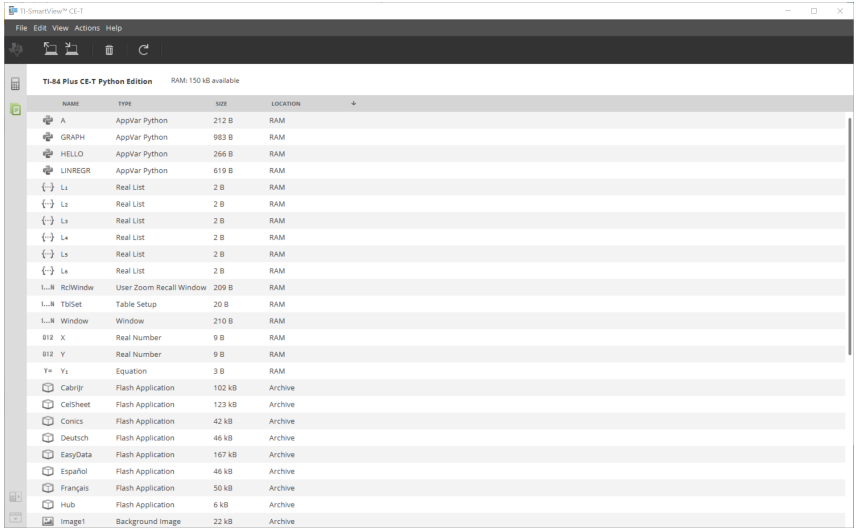 TI-SmartView™ CE-T
File Edit View Actions Help
TI-84 Plus CE-T Python Edition RAM: 150 kB available
NAME TYPE SIZE LOCATION
A AppVar Python 212 B RAM
GRAPH AppVar Python 983 B RAM
HELLO AppVar Python 266 B RAM
LINREGR AppVar Python 619 B RAM
{···} L₁ Real List 2 B RAM
{···} L₂ Real List 2 B RAM
{···} L₃ Real List 2 B RAM
{···} L₄ Real List 2 B RAM
{···} L₅ Real List 2 B RAM
{···} L₆ Real List 2 B RAM
I...N RclWindw User Zoom Recall Window 209 B RAM
I...N TblSet Table Setup 20 B RAM
I...N Window Window 210 B RAM
012 X Real Number 9 B RAM
012 Y Real Number 9 B RAM
Y= Y₁ Equation 3 B RAM
CabriJr Flash Application 102 kB Archive
CelSheet Flash Application 123 kB Archive
Conics Flash Application 42 kB Archive
Deutsch Flash Application 46 kB Archive
EasyData Flash Application 167 kB Archive
Español Flash Application 46 kB Archive
Français Flash Application 50 kB Archive
Hub Flash Application 6 kB Archive
Image1 Background Image 22 kB Archive